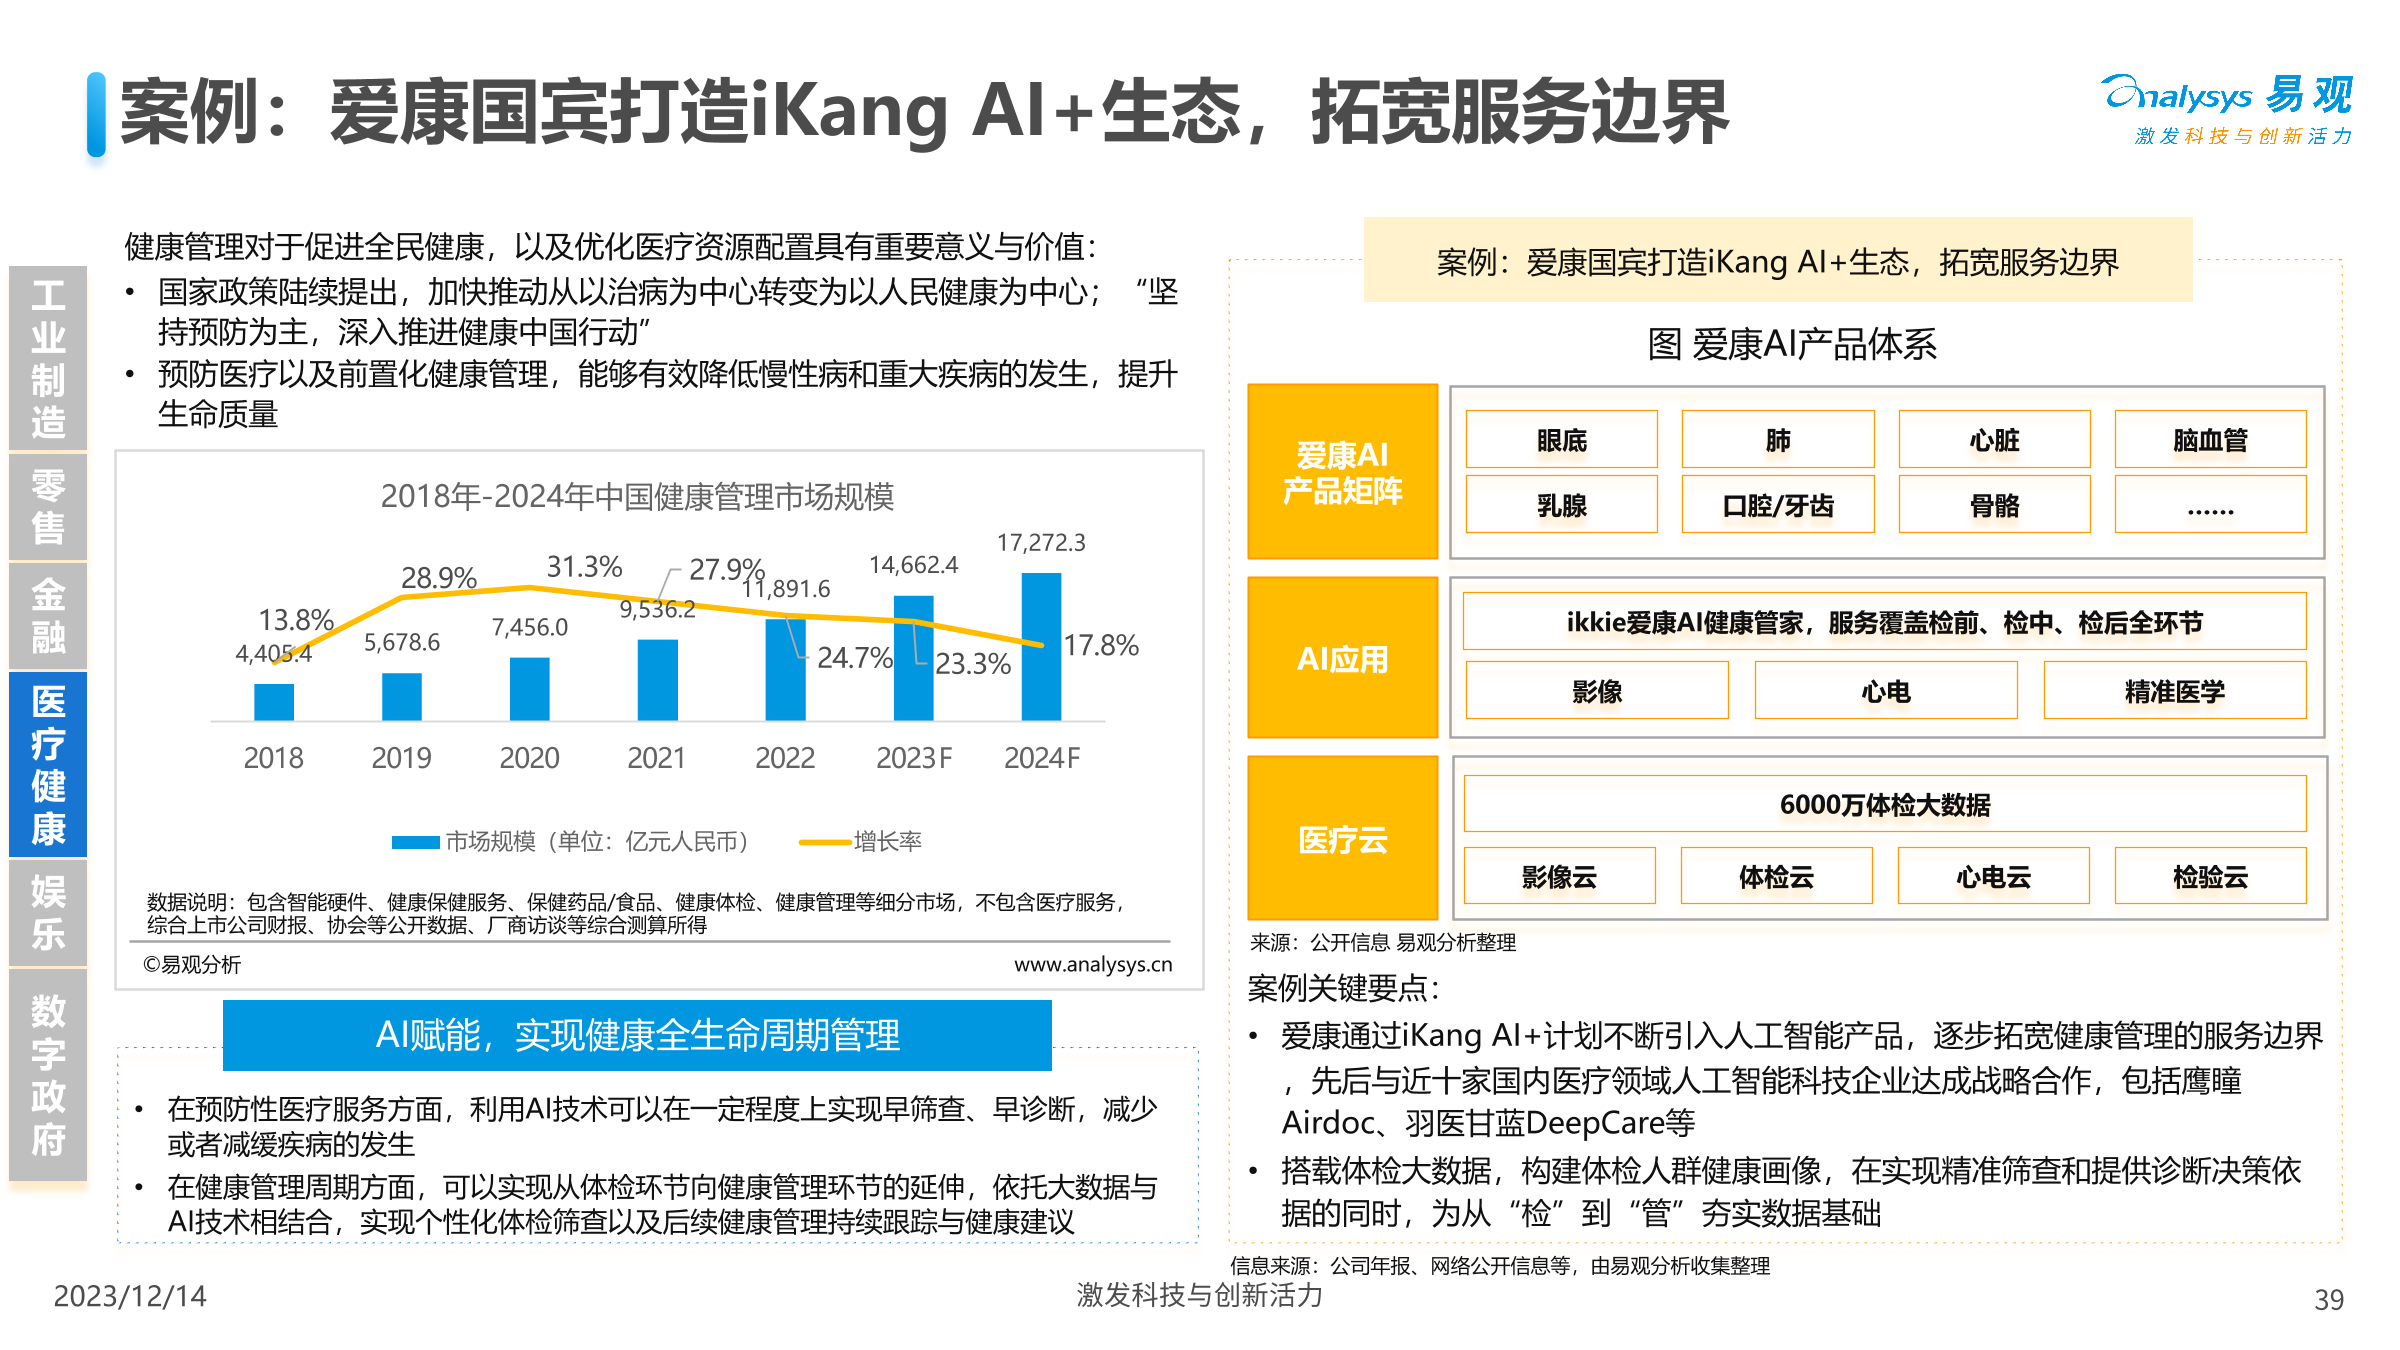 案例：爱康国宾打造iKang AI+生态，拓宽服务边界
analysys 易观
激发科技与创新活力
工业制造
零售
金融
医疗健康
娱乐
数字政府
健康管理对于促进全民健康，以及优化医疗资源配置具有重要意义与价值：
• 国家政策陆续提出，加快推动从以治病为中心转变为以人民健康为中心；“坚
持预防为主，深入推进健康中国行动”
• 预防医疗以及前置化健康管理，能够有效降低慢性病和重大疾病的发生，提升
生命质量
2018年-2024年中国健康管理市场规模
13.8% 28.9% 31.3% 27.9% 24.7% 23.3% 17.8%
4,405.4 5,678.6 7,456.0 9,536.2 11,891.6 14,662.4 17,272.3
2018 2019 2020 2021 2022 2023F 2024F
市场规模（单位：亿元人民币） 增长率
数据说明：包含智能硬件、健康保健服务、保健药品/食品、健康体检、健康管理等细分市场，不包含医疗服务，
综合上市公司财报、协会等公开数据、厂商访谈等综合测算所得
©易观分析 www.analysys.cn
AI赋能，实现健康全生命周期管理
• 在预防性医疗服务方面，利用AI技术可以在一定程度上实现早筛查、早诊断，减少
或者减缓疾病的发生
• 在健康管理周期方面，可以实现从体检环节向健康管理环节的延伸，依托大数据与
AI技术相结合，实现个性化体检筛查以及后续健康管理持续跟踪与健康建议
案例：爱康国宾打造iKang AI+生态，拓宽服务边界
图 爱康AI产品体系
爱康AI
产品矩阵
眼底 肺 心脏 脑血管
乳腺 口腔/牙齿 骨骼 ……
AI应用
ikkie爱康AI健康管家，服务覆盖检前、检中、检后全环节
影像 心电 精准医学
医疗云
6000万体检大数据
影像云 体检云 心电云 检验云
来源：公开信息 易观分析整理
案例关键要点：
• 爱康通过iKang AI+计划不断引入人工智能产品，逐步拓宽健康管理的服务边界
，先后与近十家国内医疗领域人工智能科技企业达成战略合作，包括鹰瞳
Airdoc、羽医甘蓝DeepCare等
• 搭载体检大数据，构建体检人群健康画像，在实现精准筛查和提供诊断决策依
据的同时，为从“检”到“管”夯实数据基础
信息来源：公司年报、网络公开信息等，由易观分析收集整理
2023/12/14
激发科技与创新活力
39